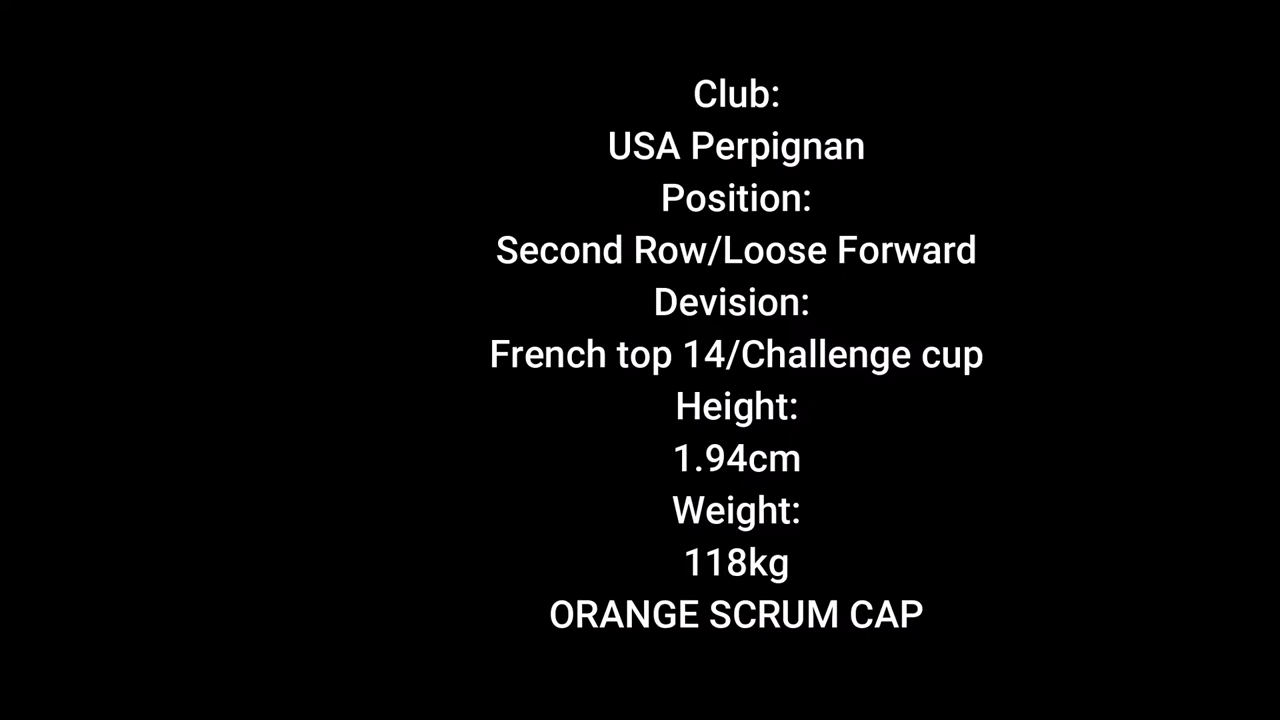 Club:
USA Perpignan
Position:
Second Row/Loose Forward
Devision:
French top 14/Challenge cup
Height:
1.94cm
Weight:
118kg
ORANGE SCRUM CAP